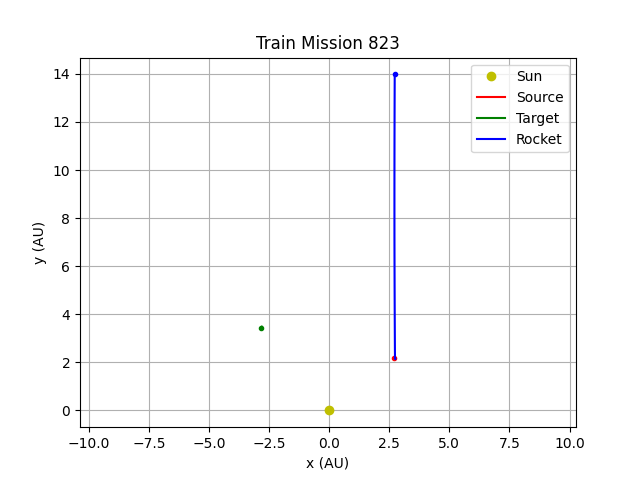 Train Mission 823
Sun
Source
Target
Rocket
14
12
10
8
6
4
2
0
y (AU)
−10.0 −7.5 −5.0 −2.5 0.0 2.5 5.0 7.5 10.0
x (AU)